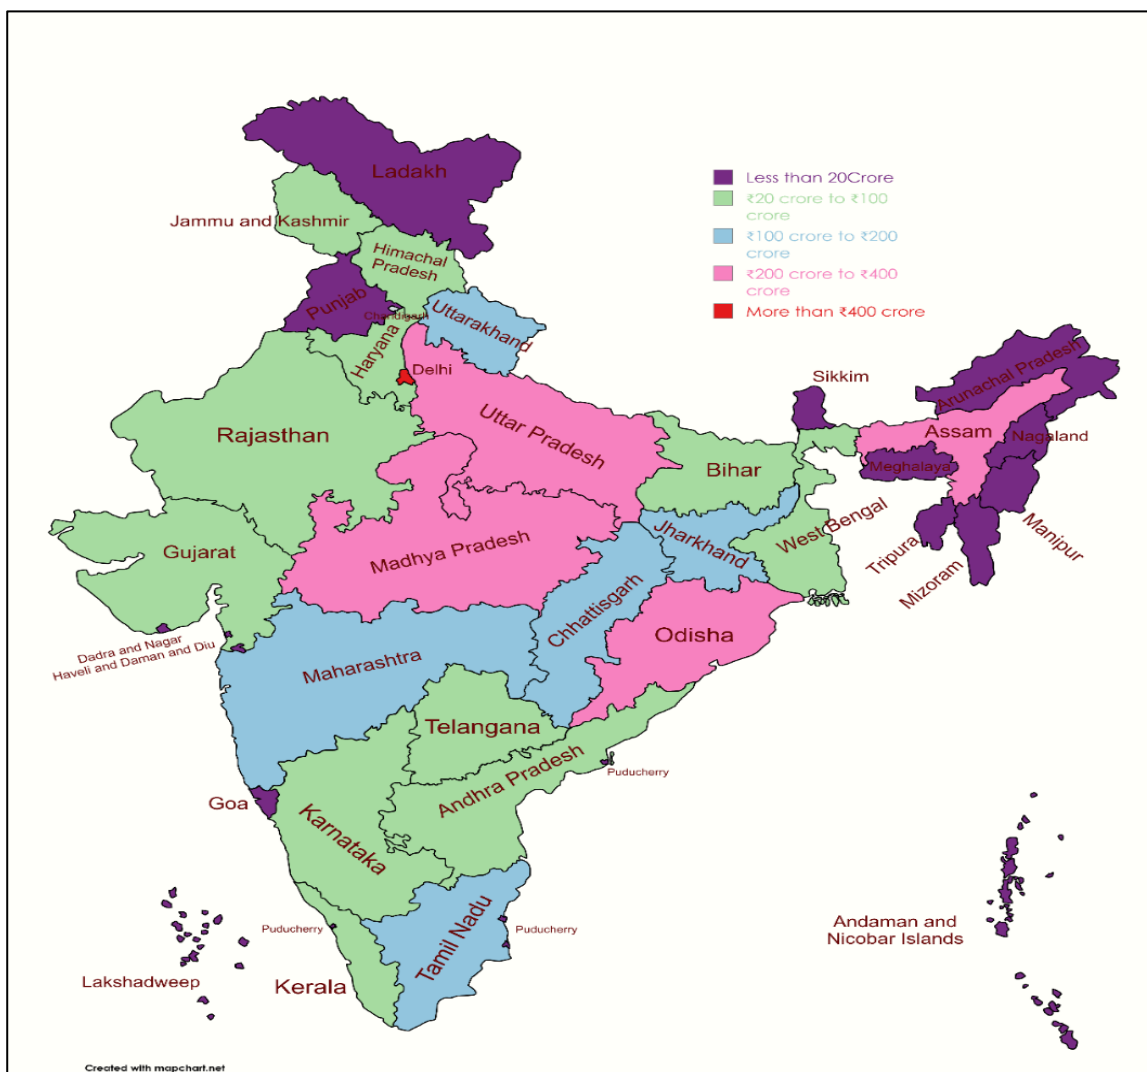 Ladakh
Less than 20Crore
₹20 crore to ₹100
crore
₹100 crore to ₹200
crore
₹200 crore to ₹400
crore
More than ₹400 crore
Jammu and Kashmir
Himachal
Pradesh
Punjab
Chandigarh
Uttarakhand
Haryana
Delhi
Sikkim
Arunachal Pradesh
Rajasthan
Uttar Pradesh
Assam
Nagaland
Bihar
Meghalaya
Gujarat
Madhya Pradesh
Jharkhand
West Bengal
Tripura
Manipur
Mizoram
Chhattisgarh
Odisha
Dadra and Nagar
Haveli and Daman and Diu
Maharashtra
Telangana
Andhra Pradesh
Puducherry
Goa
Karnataka
Puducherry
Tamil Nadu
Puducherry
Andaman and
Nicobar Islands
Lakshadweep
Kerala
Created with mapchart.net